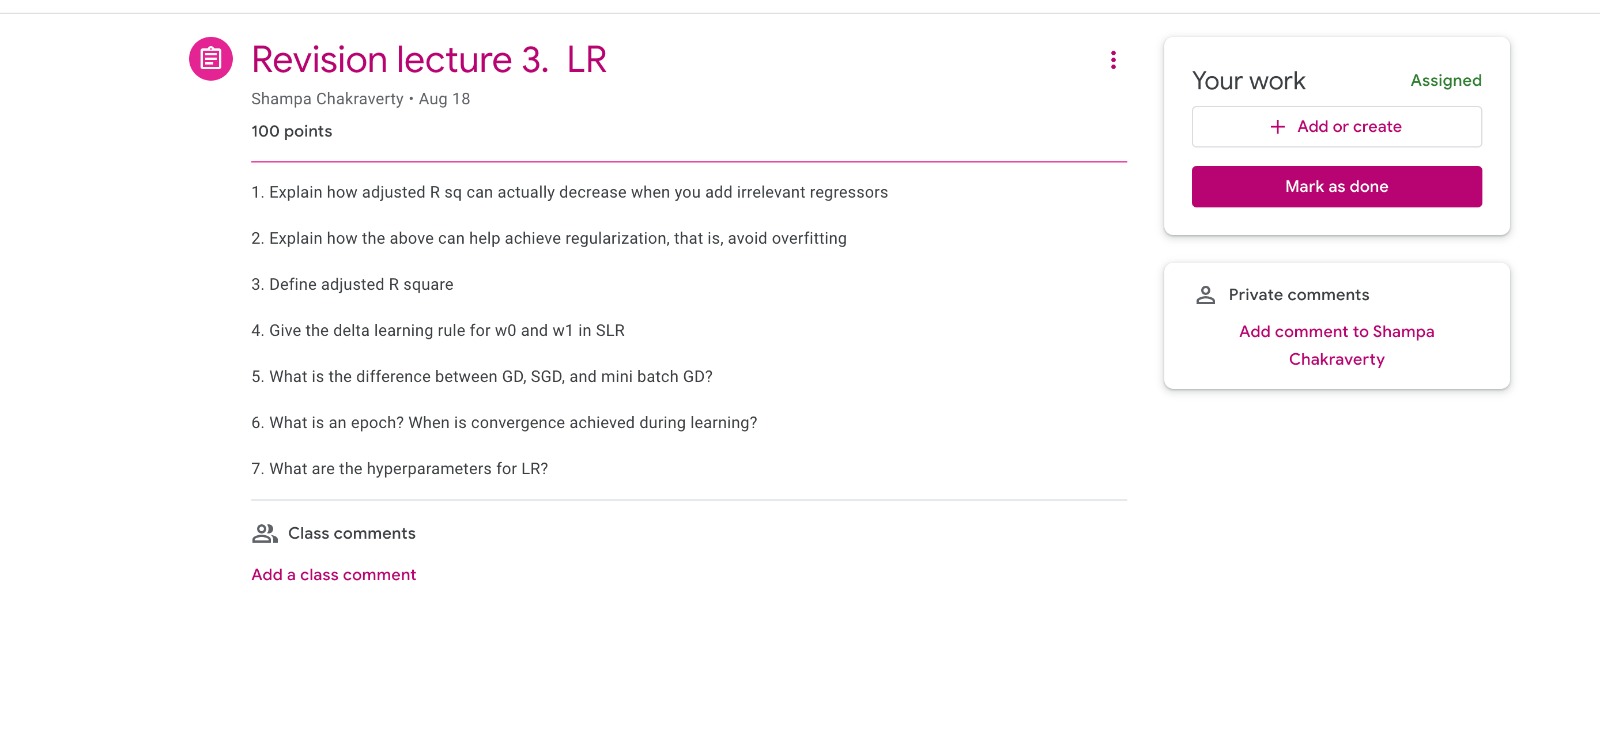 Revision lecture 3.  LR
Shampa Chakraverty • Aug 18
100 points
1. Explain how adjusted R sq can actually decrease when you add irrelevant regressors
2. Explain how the above can help achieve regularization, that is, avoid overfitting
3. Define adjusted R square
4. Give the delta learning rule for w0 and w1 in SLR
5. What is the difference between GD, SGD, and mini batch GD?
6. What is an epoch? When is convergence achieved during learning?
7. What are the hyperparameters for LR?
Class comments
Add a class comment
Your work
Assigned
Add or create
Mark as done
Private comments
Add comment to Shampa
Chakraverty